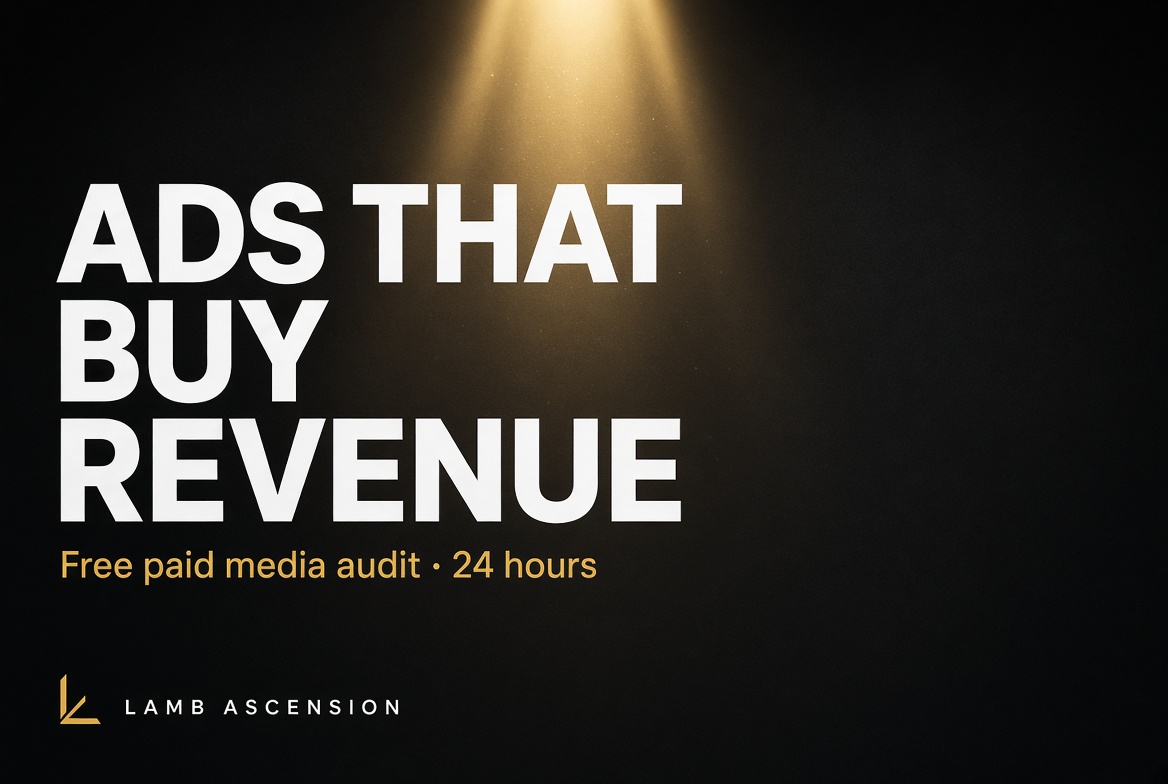 ADS THAT
BUY
REVENUE
Free paid media audit · 24 hours
LAMB ASCENSION